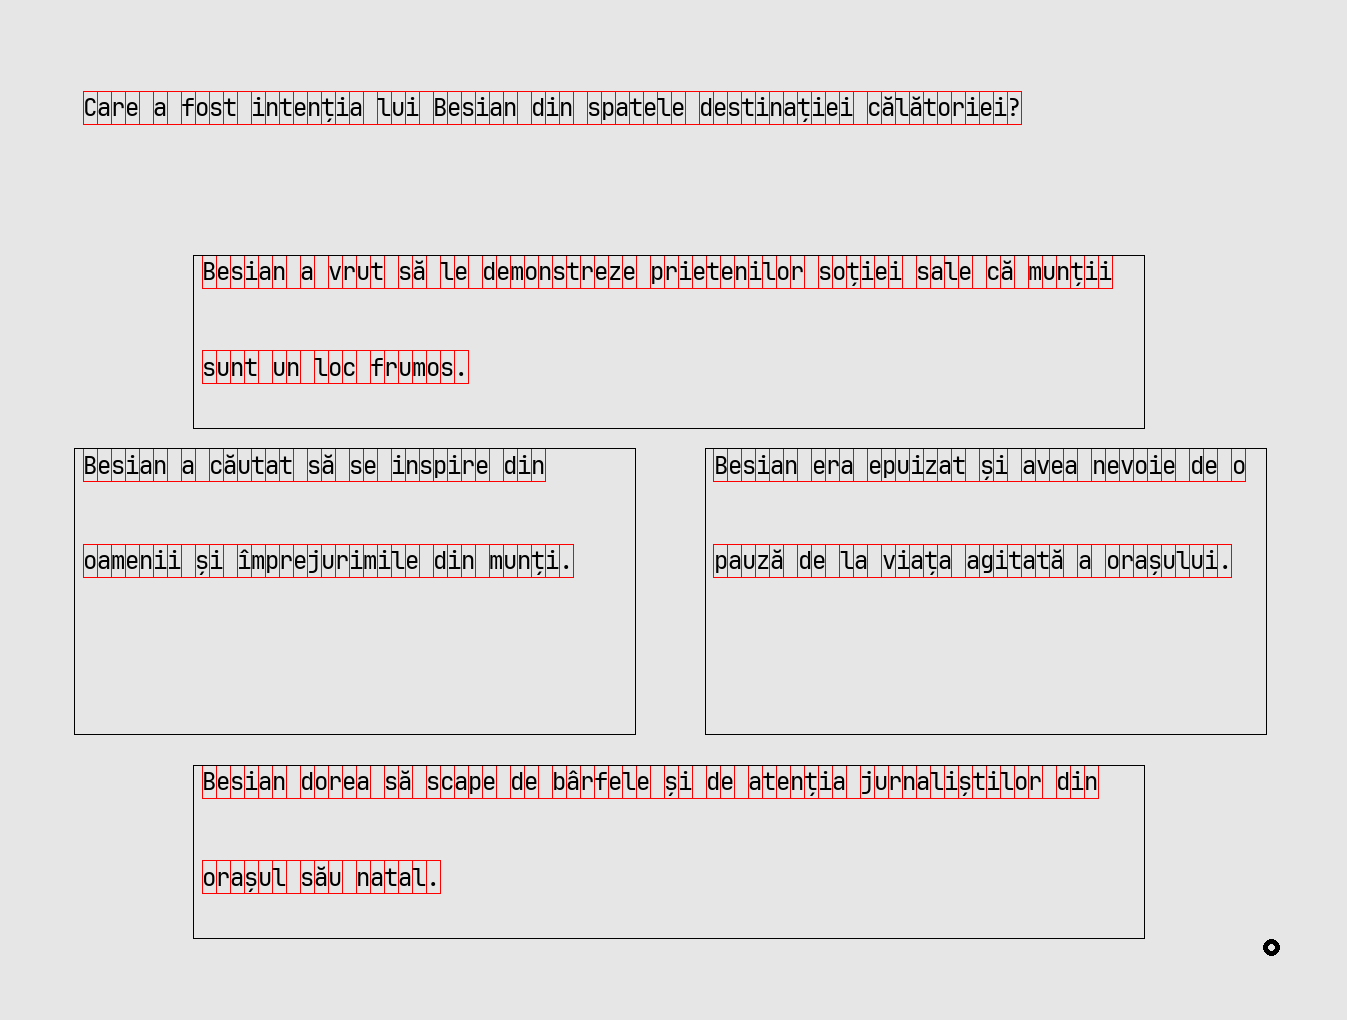 Care a fost intenția lui Besian din spatele destinației călătoriei?
Besian a vrut să le demonstreze prietenilor soției sale că munții
sunt un loc frumos.
Besian a căutat să se inspire din
oamenii și împrejurimile din munți.
Besian era epuizat și avea nevoie de o
pauză de la viața agitată a orașului.
Besian dorea să scape de bârfele și de atenția jurnaliștilor din
orașul său natal.